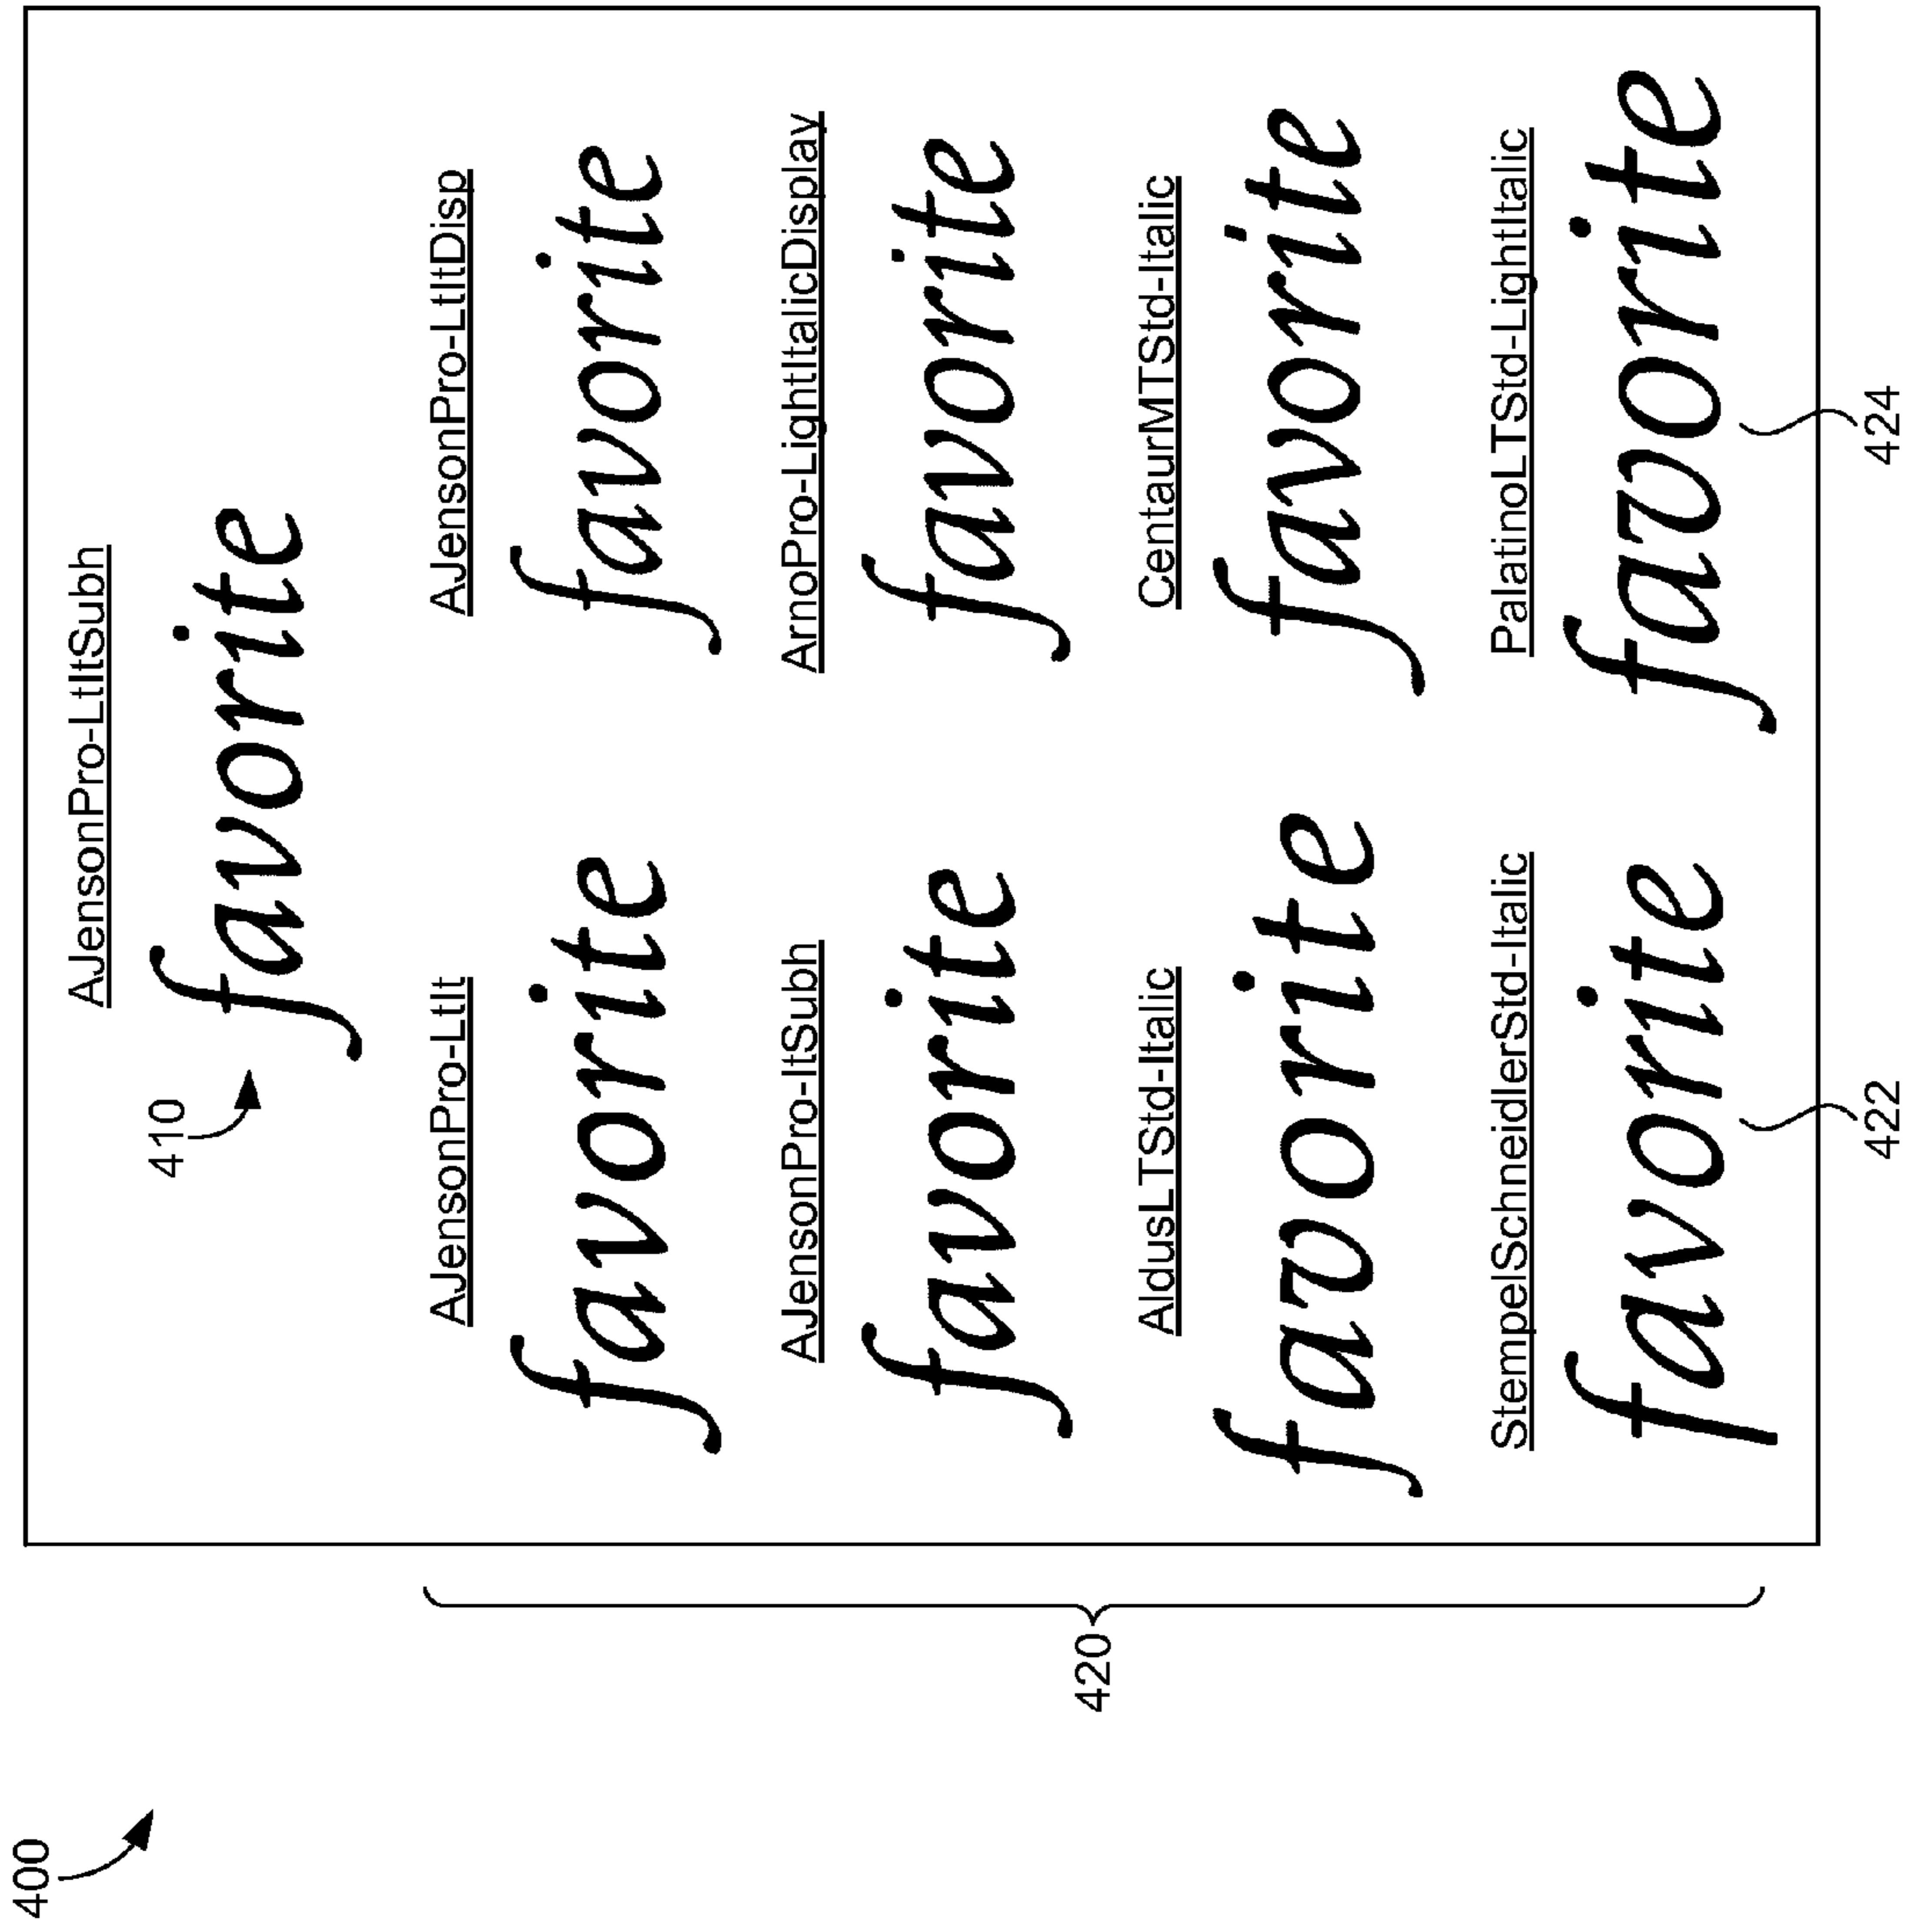 400
AJensonPro-LtItSubh
410
favorite
AJensonPro-LtIt AJensonPro-LtItDisp
favorite favorite
AJensonPro-ItSubh ArnoPro-LightItalicDisplay
favorite favorite
420
AldusLTStd-Italic CentaurMTStd-Italic
favorite favorite
StempelSchneidlerStd-Italic PalatinoLTStd-LightItalic
favorite favorite
422 424